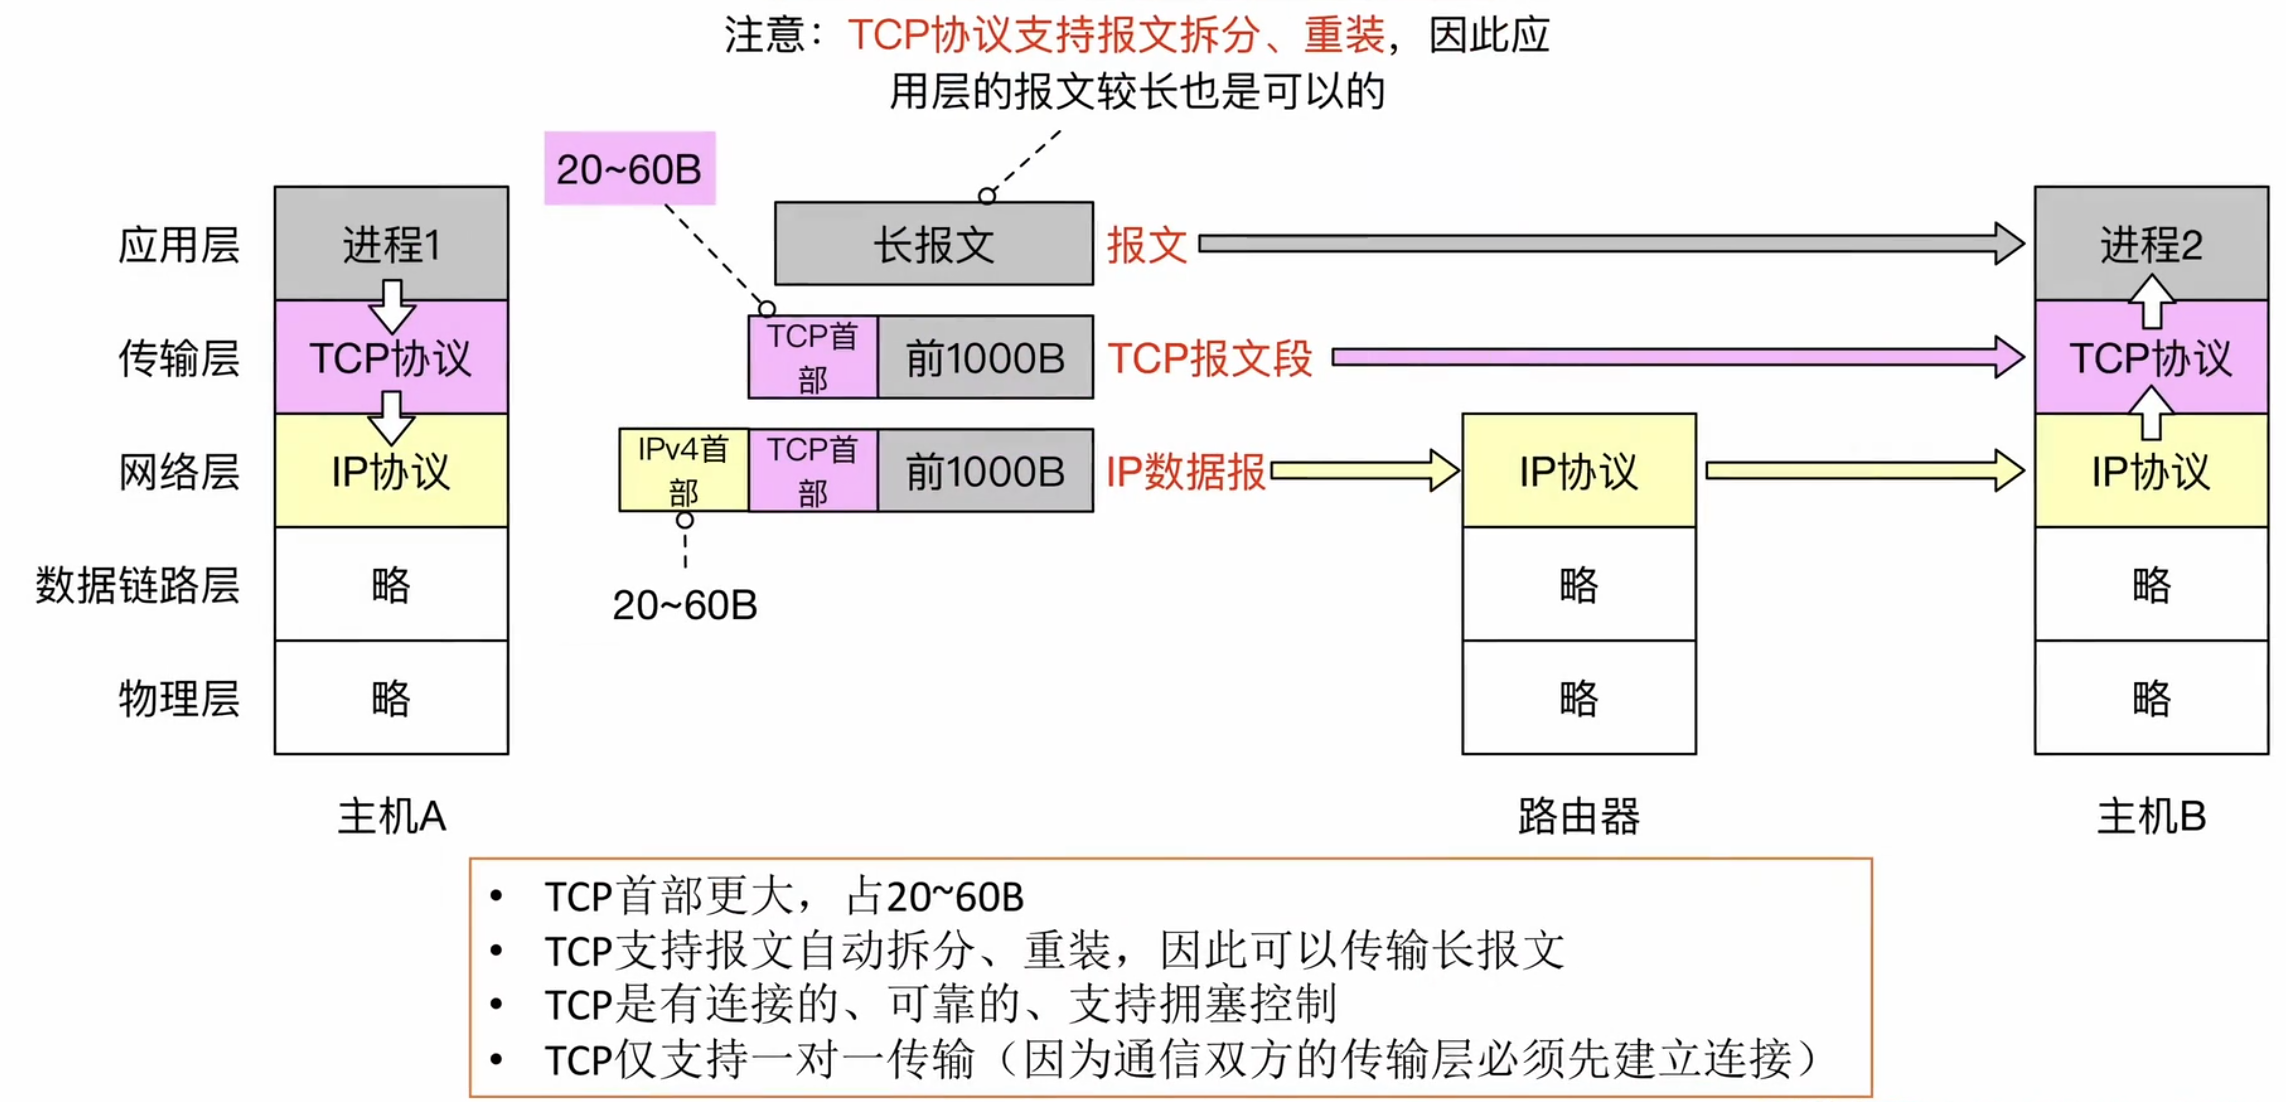 注意：TCP协议支持报文拆分、重装，因此应
用层的报文较长也是可以的
20~60B
应用层
进程1
长报文
报文
进程2
传输层
TCP协议
TCP首
部
前1000B
TCP报文段
TCP协议
网络层
IP协议
IPv4首
部
TCP首
部
前1000B
IP数据报
IP协议
IP协议
20~60B
数据链路层
略
略
略
物理层
略
略
略
主机A
路由器
主机B
• TCP首部更大，占20~60B
• TCP支持报文自动拆分、重装，因此可以传输长报文
• TCP是有连接的、可靠的、支持拥塞控制
• TCP仅支持一对一传输（因为通信双方的传输层必须先建立连接）